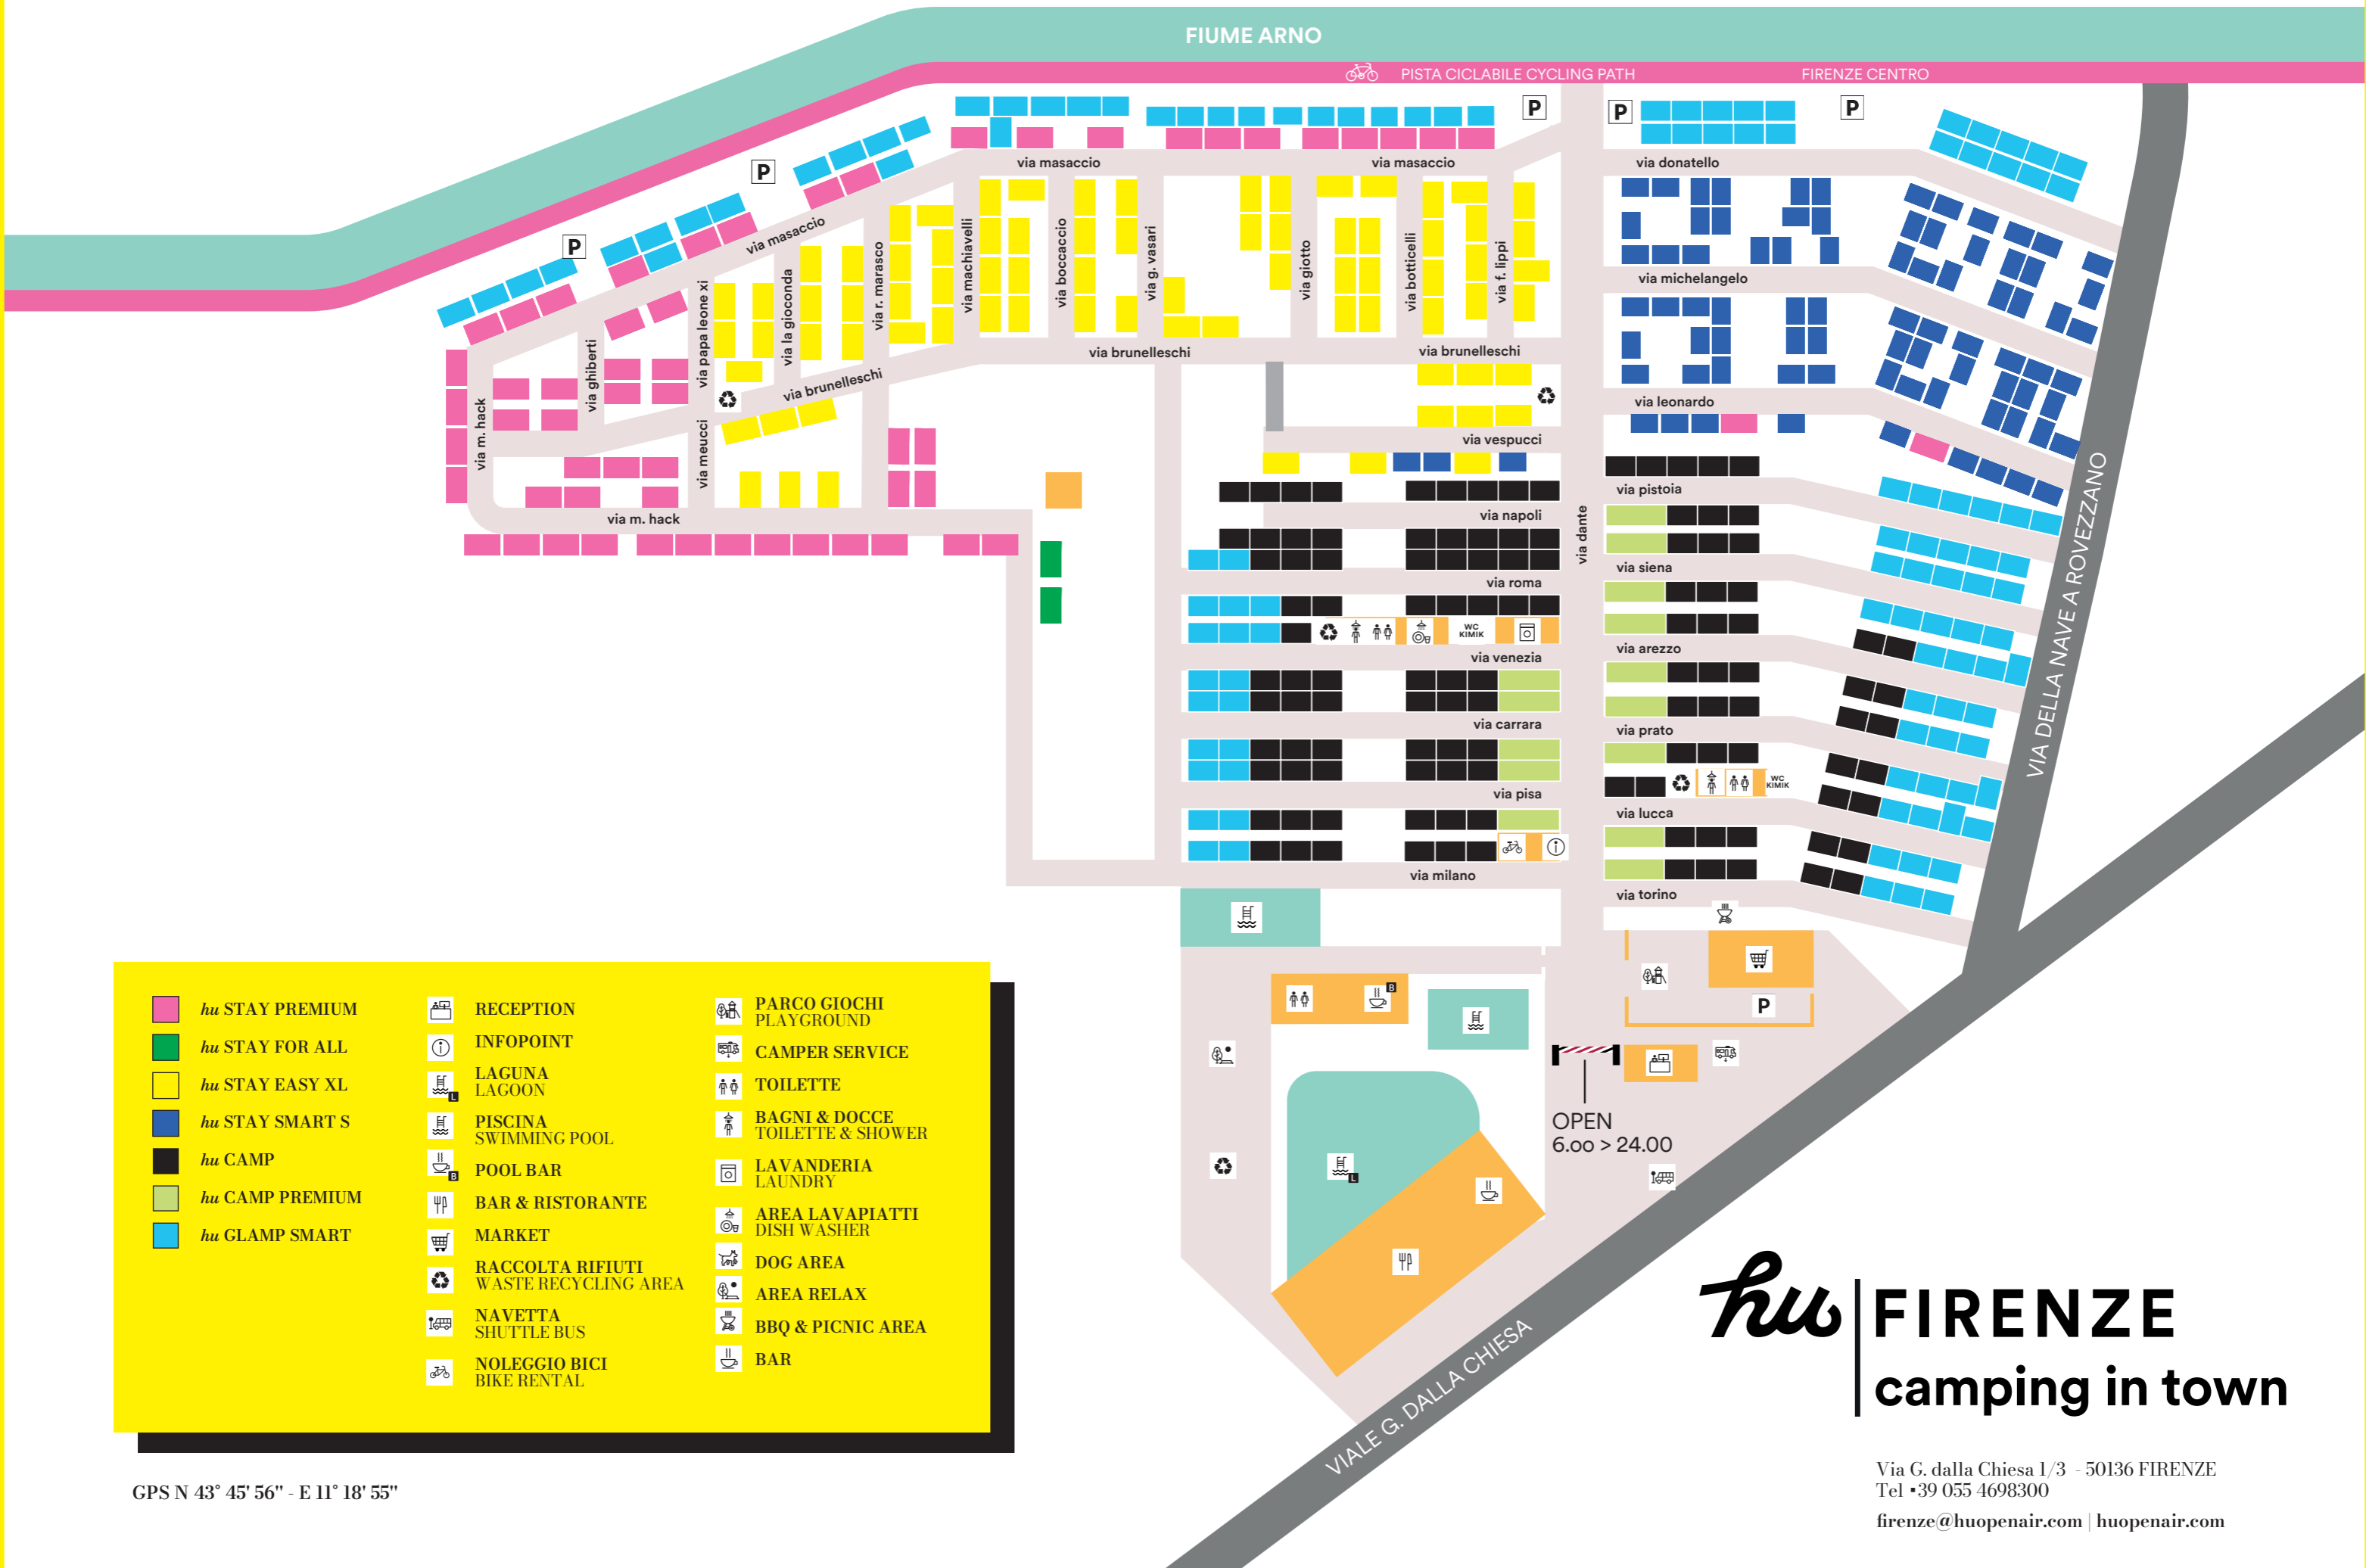 FIUME ARNO
PISTA CICLABILE CYCLING PATH
FIRENZE CENTRO
P
P
P
P
P
via masaccio
via masaccio
via donatello
via masaccio
via machiavelli
via boccaccio
via g. vasari
via giotto
via botticelli
via f. lippi
via r. marasco
via la gioconda
via papa leone xi
via ghiberti
via michelangelo
via brunelleschi
via brunelleschi
via brunelleschi
via m. hack
via meucci
via leonardo
via vespucci
via m. hack
via napoli
via dante
via pistoia
via siena
via roma
WC
KIMIK
via venezia
via arezzo
via carrara
via prato
WC
KIMIK
via pisa
via lucca
via milano
via torino
VIA DELLA NAVE A ROVEZZANO
B
P
L
OPEN
6.oo > 24.00
VIALE G. DALLA CHIESA
hu STAY PREMIUM
hu STAY FOR ALL
hu STAY EASY XL
hu STAY SMART S
hu CAMP
hu CAMP PREMIUM
hu GLAMP SMART
RECEPTION
INFOPOINT
LAGUNA
LAGOON
L
PISCINA
SWIMMING POOL
POOL BAR
B
BAR & RISTORANTE
MARKET
RACCOLTA RIFIUTI
WASTE RECYCLING AREA
NAVETTA
SHUTTLE BUS
NOLEGGIO BICI
BIKE RENTAL
PARCO GIOCHI
PLAYGROUND
CAMPER SERVICE
TOILETTE
BAGNI & DOCCE
TOILETTE & SHOWER
LAVANDERIA
LAUNDRY
AREA LAVAPIATTI
DISH WASHER
DOG AREA
AREA RELAX
BBQ & PICNIC AREA
BAR
GPS N 43° 45' 56" - E 11° 18' 55"
hu FIRENZE
camping in town
Via G. dalla Chiesa 1/3 - 50136 FIRENZE
Tel +39 055 4698300
firenze@huopenair.com | huopenair.com